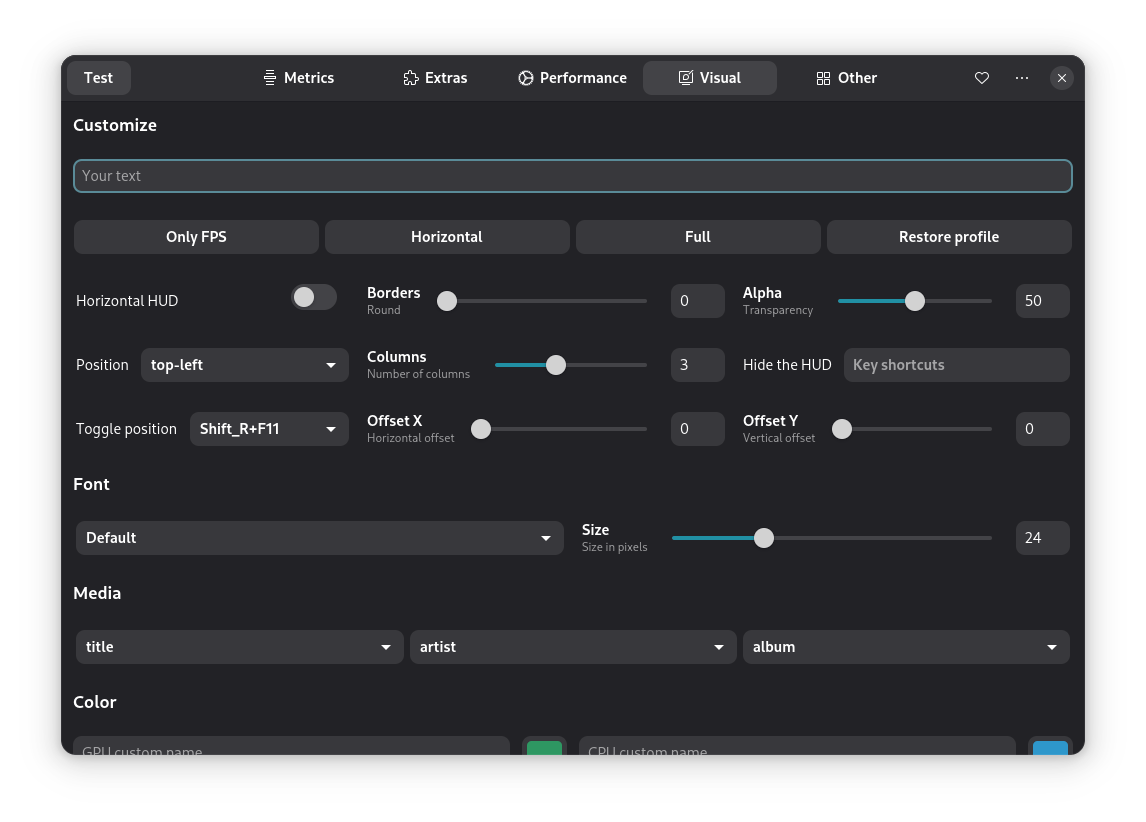 Test
Metrics
Extras
Performance
Visual
Other
Customize
Your text
Only FPS
Horizontal
Full
Restore profile
Horizontal HUD
Borders
Round
0
Alpha
Transparency
50
Position
top-left
Columns
Number of columns
3
Hide the HUD
Key shortcuts
Toggle position
Shift_R+F11
Offset X
Horizontal offset
0
Offset Y
Vertical offset
0
Font
Default
Size
Size in pixels
24
Media
title
artist
album
Color
GPU custom name
CPU custom name